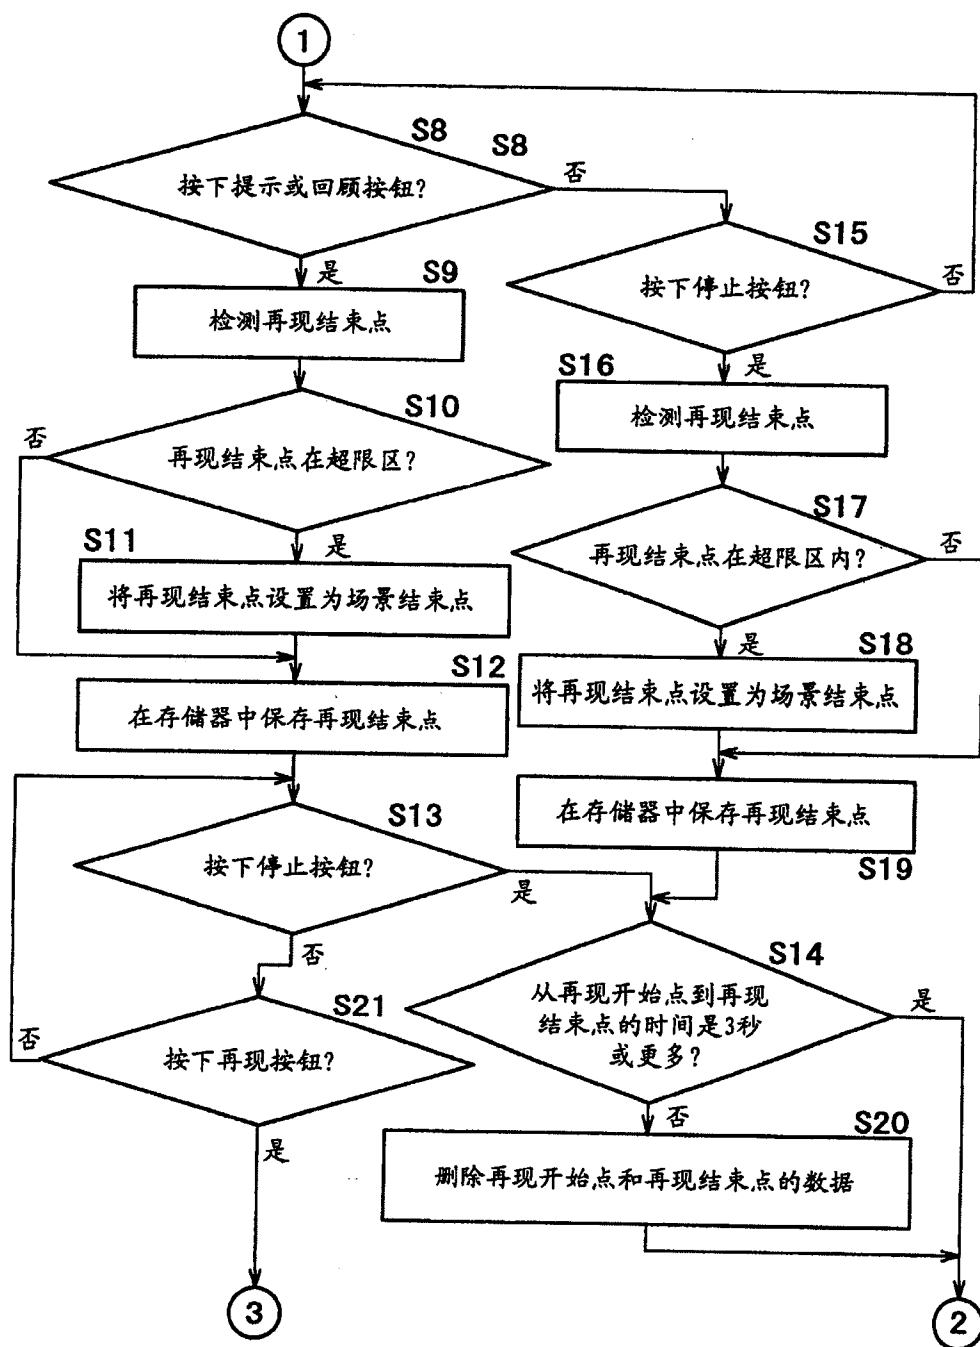 1
S8
S8
按下提示或回顾按钮?
否
S15
是
S9
按下停止按钮?
否
检测再现结束点
S16
是
S10
检测再现结束点
否
再现结束点在超限区?
S17
S11
是
否
再现结束点在超限区内?
将再现结束点设置为场景结束点
是
S18
S12
将再现结束点设置为场景结束点
在存储器中保存再现结束点
S13
在存储器中保存再现结束点
按下停止按钮?
S19
是
否
S14
S21
从再现开始点到再现
结束点的时间是3秒
或更多?
是
否
按下再现按钮?
否
S20
是
删除再现开始点和再现结束点的数据
3
2